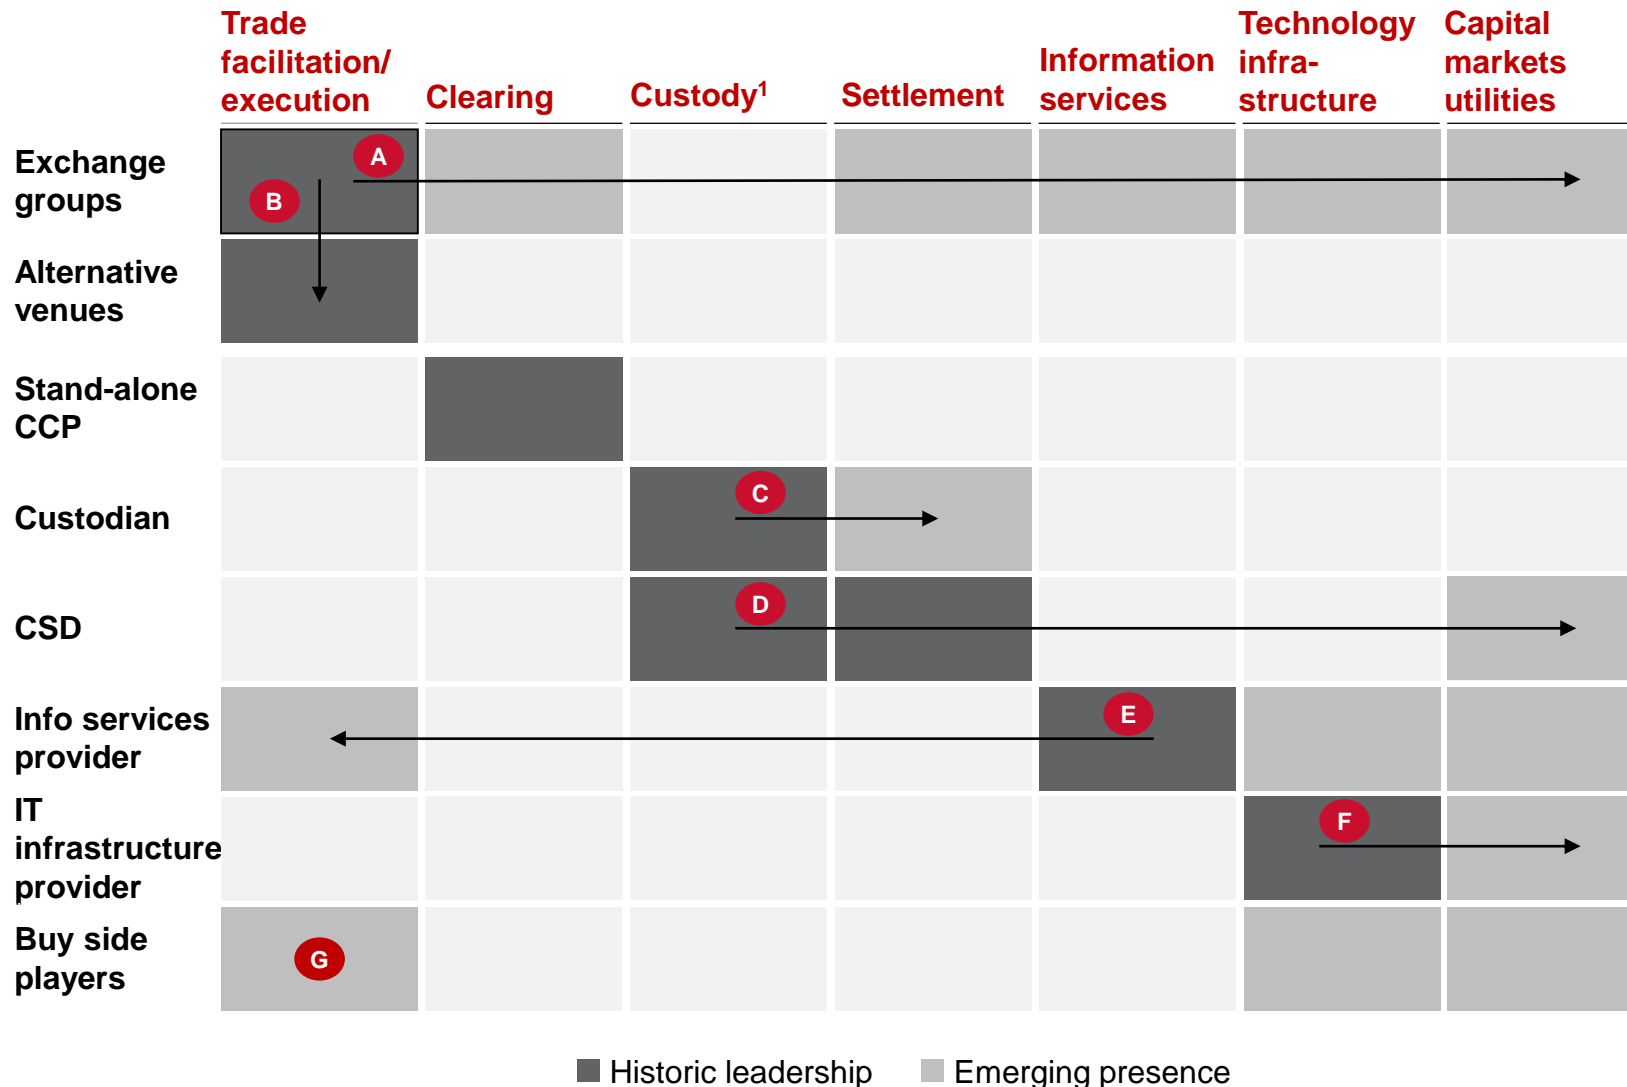 Trade
facilitation/
execution
Clearing
Custody¹
Settlement
Information
services
Technology
infra-
structure
Capital
markets
utilities
Exchange
groups
A
B
Alternative
venues
Stand-alone
CCP
Custodian
C
CSD
D
Info services
provider
E
IT
infrastructure
provider
F
Buy side
players
G
Historic leadership
Emerging presence